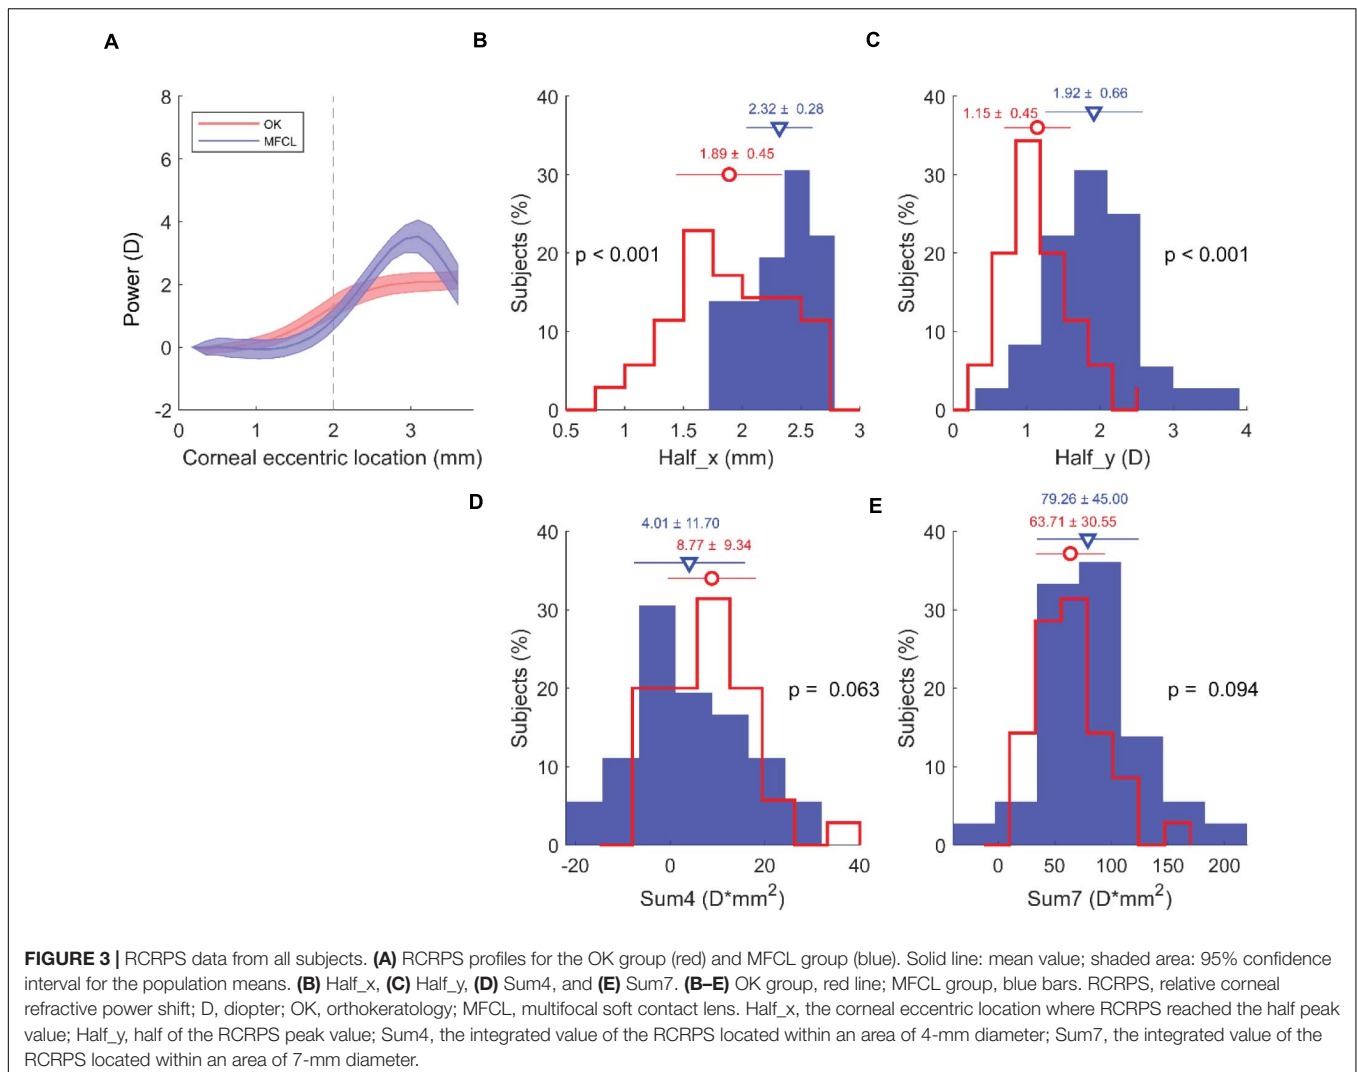 A
8
6
4
2
0
-2
Power (D)
OK
MFCL
0 1 2 3
Corneal eccentric location (mm)
B
40
30
20
10
0
Subjects (%)
2.32 ± 0.28
1.89 ± 0.45
p < 0.001
0.5 1 1.5 2 2.5 3
Half_x (mm)
C
40
30
20
10
0
Subjects (%)
1.92 ± 0.66
1.15 ± 0.45
p < 0.001
0 1 2 3 4
Half_y (D)
D
40
30
20
10
0
Subjects (%)
4.01 ± 11.70
8.77 ± 9.34
p = 0.063
-20 0 20 40
Sum4 (D*mm²)
E
40
30
20
10
0
Subjects (%)
79.26 ± 45.00
63.71 ± 30.55
p = 0.094
0 50 100 150 200
Sum7 (D*mm²)
FIGURE 3 | RCRPS data from all subjects. (A) RCRPS profiles for the OK group (red) and MFCL group (blue). Solid line: mean value; shaded area: 95% confidence
interval for the population means. (B) Half_x, (C) Half_y, (D) Sum4, and (E) Sum7. (B–E) OK group, red line; MFCL group, blue bars. RCRPS, relative corneal
refractive power shift; D, diopter; OK, orthokeratology; MFCL, multifocal soft contact lens. Half_x, the corneal eccentric location where RCRPS reached the half peak
value; Half_y, half of the RCRPS peak value; Sum4, the integrated value of the RCRPS located within an area of 4-mm diameter; Sum7, the integrated value of the
RCRPS located within an area of 7-mm diameter.